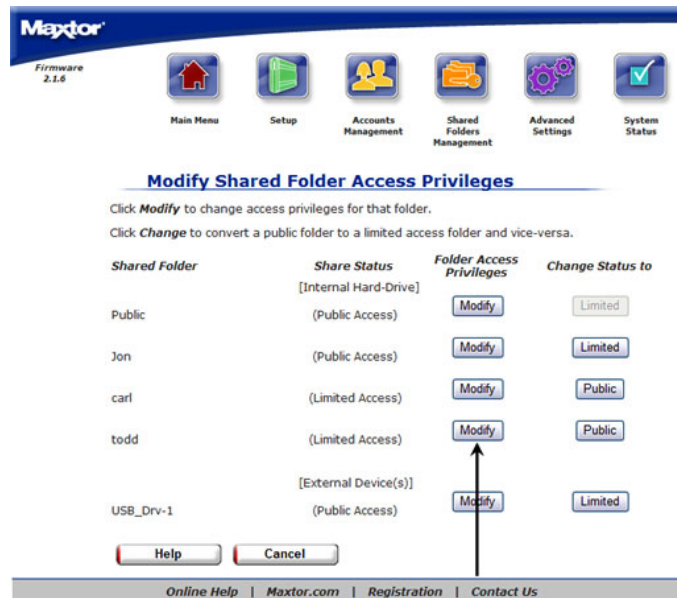 Maxtor
Firmware
2.1.6
Main Menu
Setup
Accounts
Management
Shared
Folders
Management
Advanced
Settings
System
Status
Modify Shared Folder Access Privileges
Click Modify to change access privileges for that folder.
Click Change to convert a public folder to a limited access folder and vice-versa.
Shared Folder Share Status Folder Access Privileges Change Status to
[Internal Hard-Drive]
Public (Public Access) Modify Limited
Jon (Public Access) Modify Limited
carl (Limited Access) Modify Public
todd (Limited Access) Modify Public
[External Device(s)]
USB_Drv-1 (Public Access) Modify Limited
Help Cancel
Online Help | Maxtor.com | Registration | Contact Us